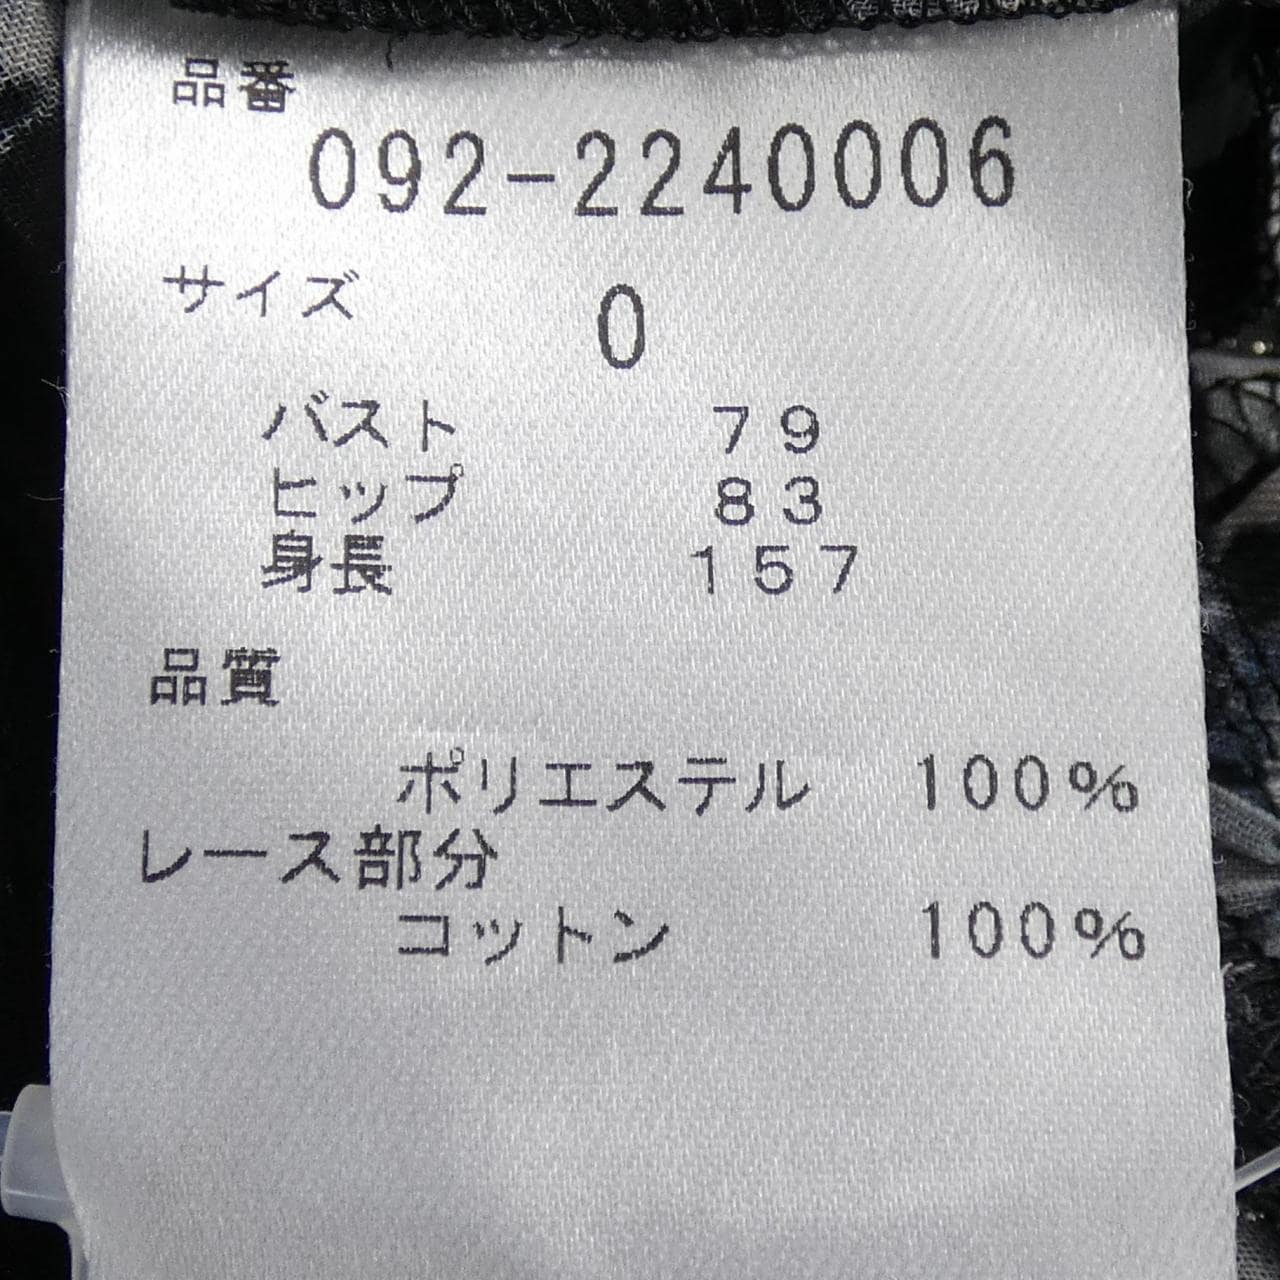 品番
092-2240006
サイズ 0
バスト 79
ヒップ 83
身長 157
品質
ポリエステル 100%
レース部分
コットン 100%